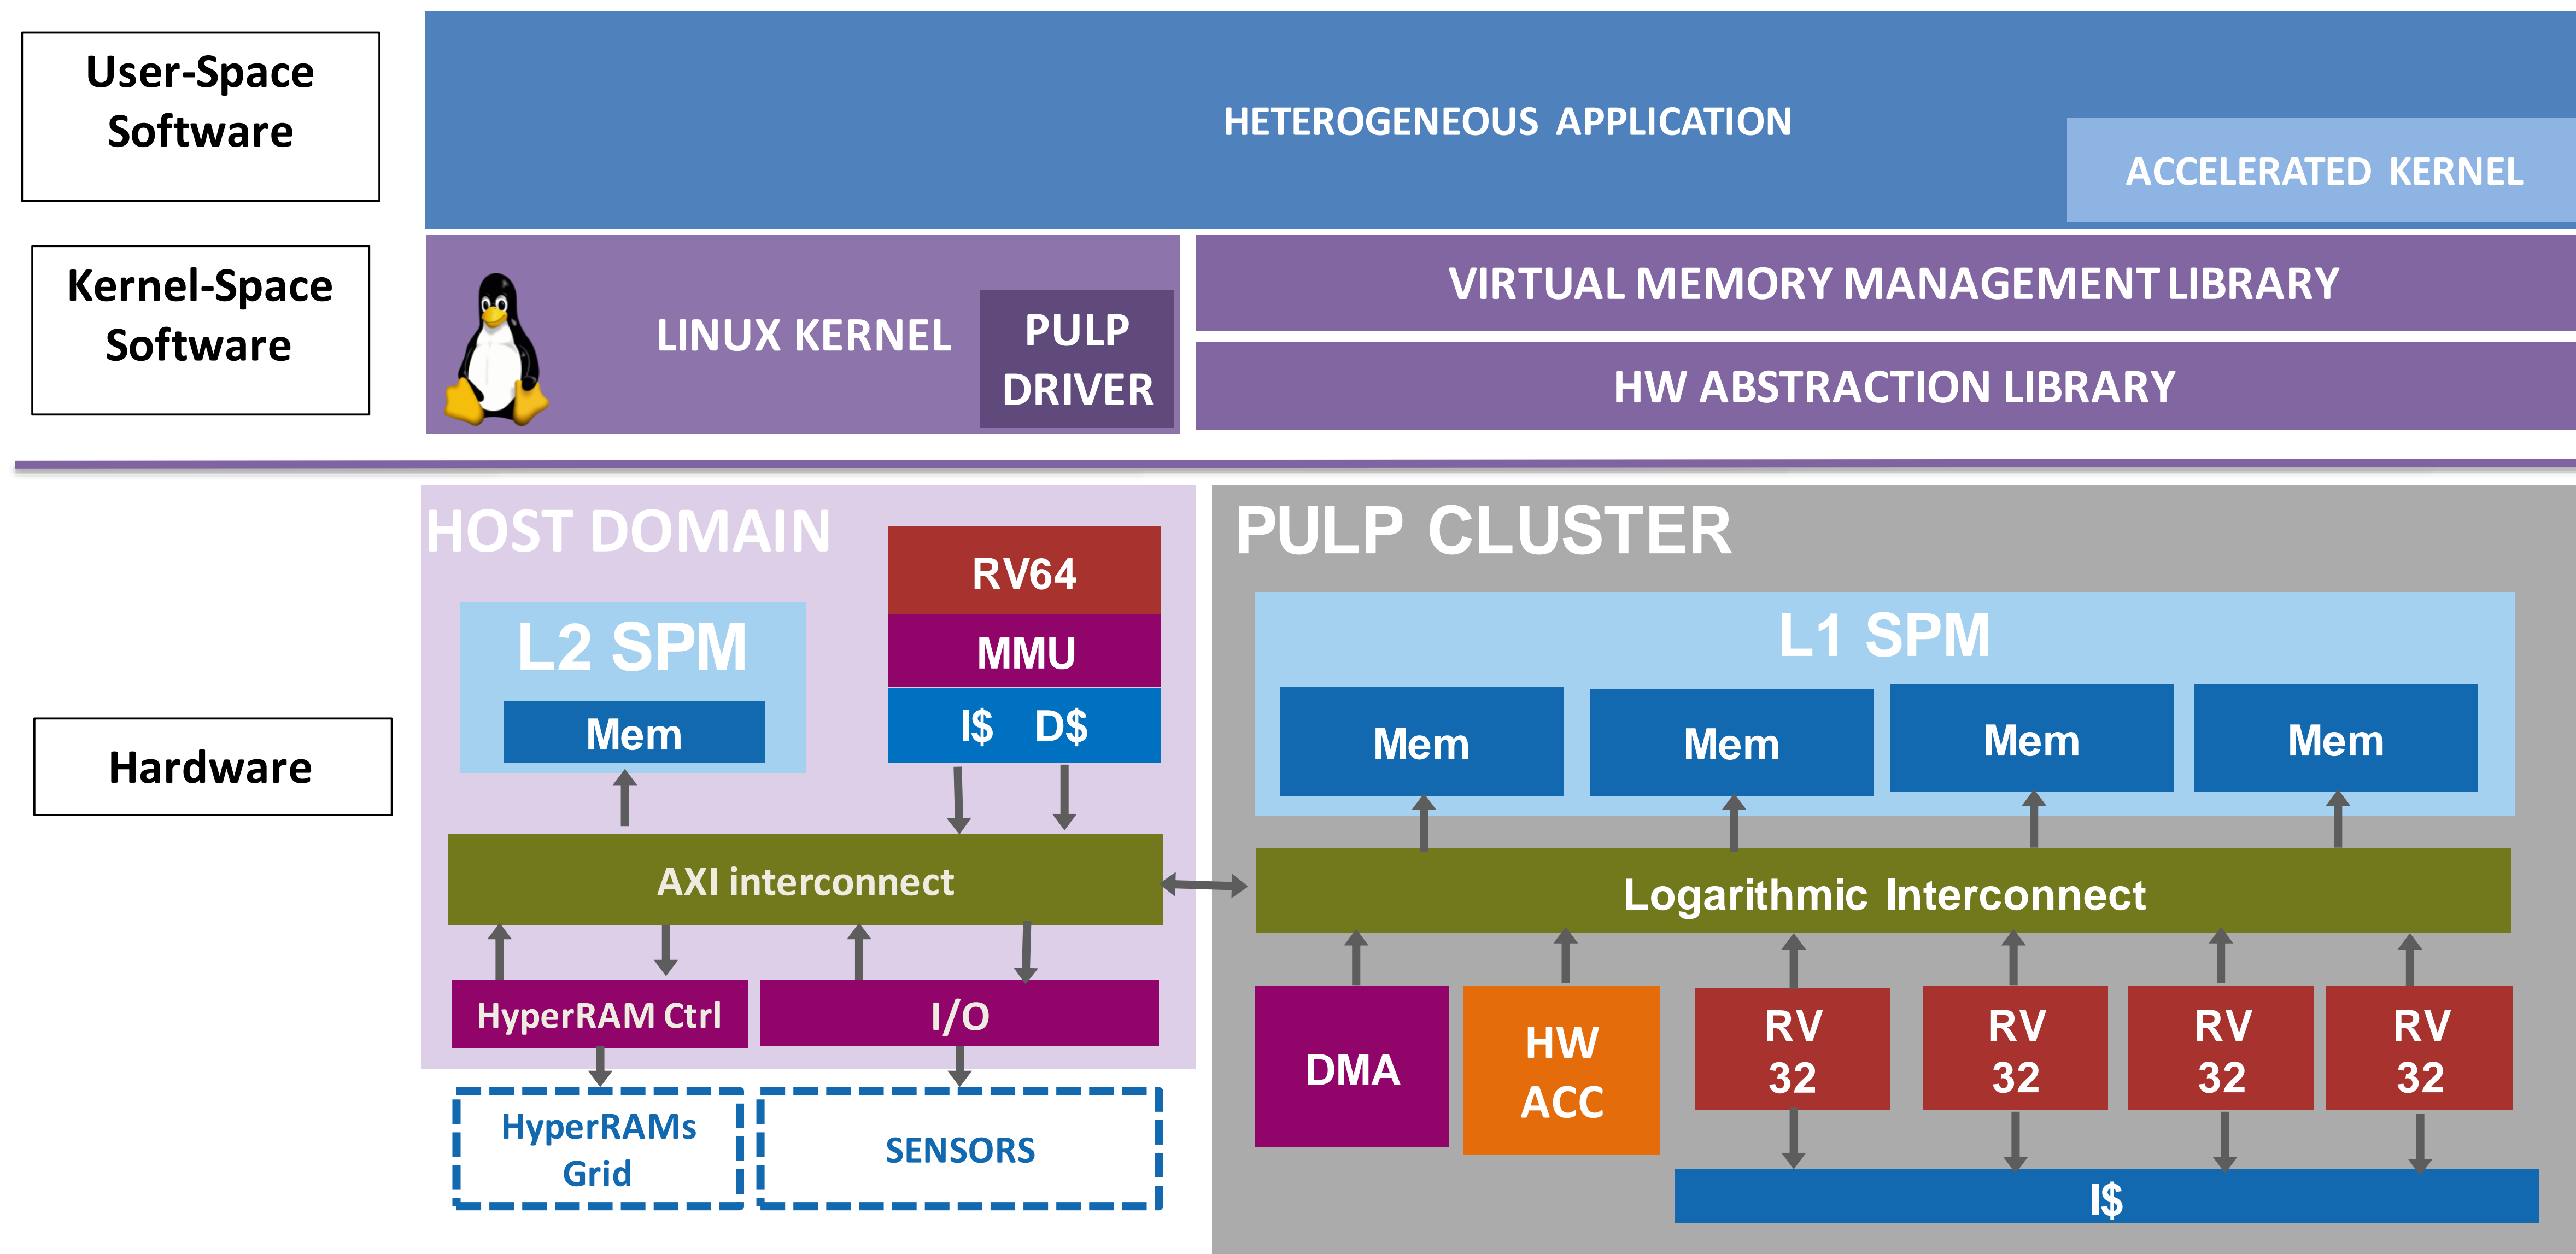 User-Space
Software
HETEROGENEOUS APPLICATION
ACCELERATED KERNEL
Kernel-Space
Software
LINUX KERNEL
PULP
DRIVER
VIRTUAL MEMORY MANAGEMENT LIBRARY
HW ABSTRACTION LIBRARY
Hardware
HOST DOMAIN
RV64
MMU
I$ D$
L2 SPM
Mem
AXI interconnect
HyperRAM Ctrl
I/O
HyperRAMs
Grid
SENSORS
PULP CLUSTER
L1 SPM
Mem
Mem
Mem
Mem
Logarithmic Interconnect
DMA
HW
ACC
RV
32
RV
32
RV
32
RV
32
I$